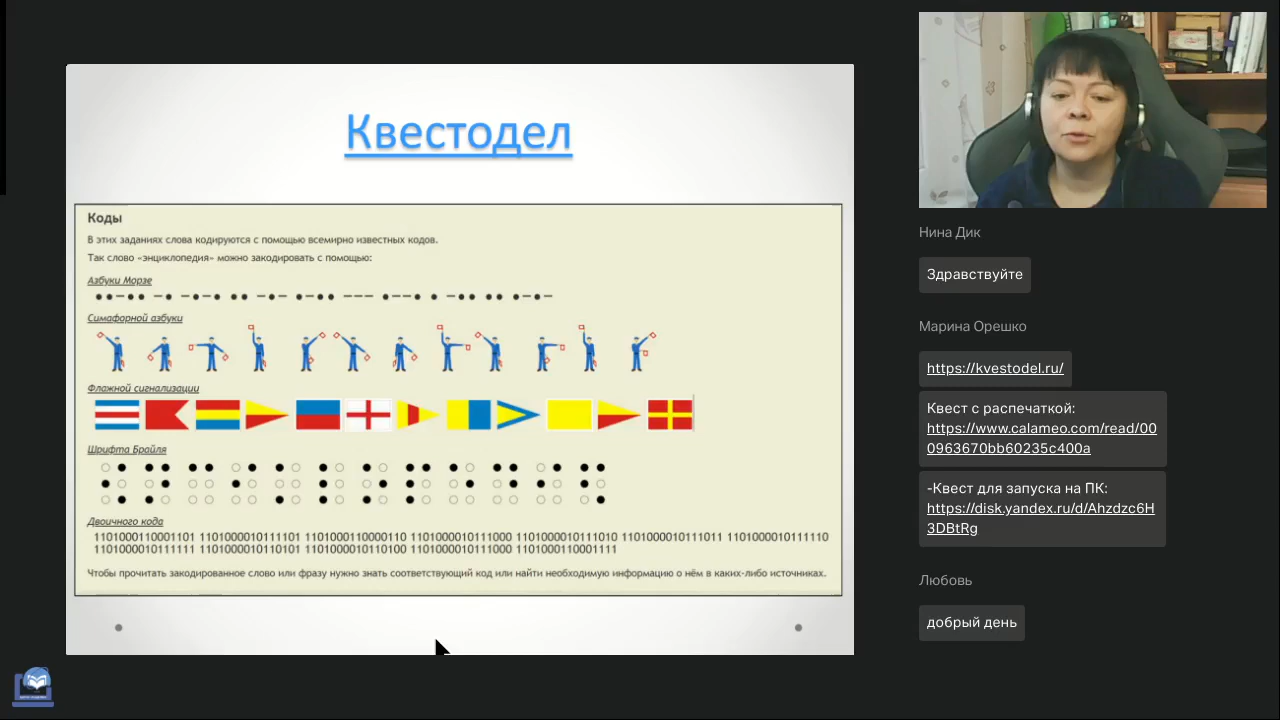 Квестодел
Коды
В этих заданиях слова кодируются с помощью всемирно известных кодов.
Так слово «энциклопедия» можно закодировать с помощью:
Азбуки Морзе
Симафорной азбуки
Флажной сигнализации
Шрифта Брайля
Двоичного кода
1101000110001101 1101000010111101 1101000110000110 1101000010111000 1101000010111010 1101000010111011 1101000010111110
1101000010111111 1101000010110101 1101000010110100 1101000010111000 1101000110001111
Чтобы прочитать закодированное слово или фразу нужно знать соответствующий код или найти необходимую информацию о нём в каких-либо источниках.
Нина Дик
Здравствуйте
Марина Орешко
https://kvestodel.ru/
Квест с распечаткой:
https://www.calameo.com/read/00
0963670bb60235c400a
-Квест для запуска на ПК:
https://disk.yandex.ru/d/Ahzdzc6H
3DBtRg
Любовь
добрый день